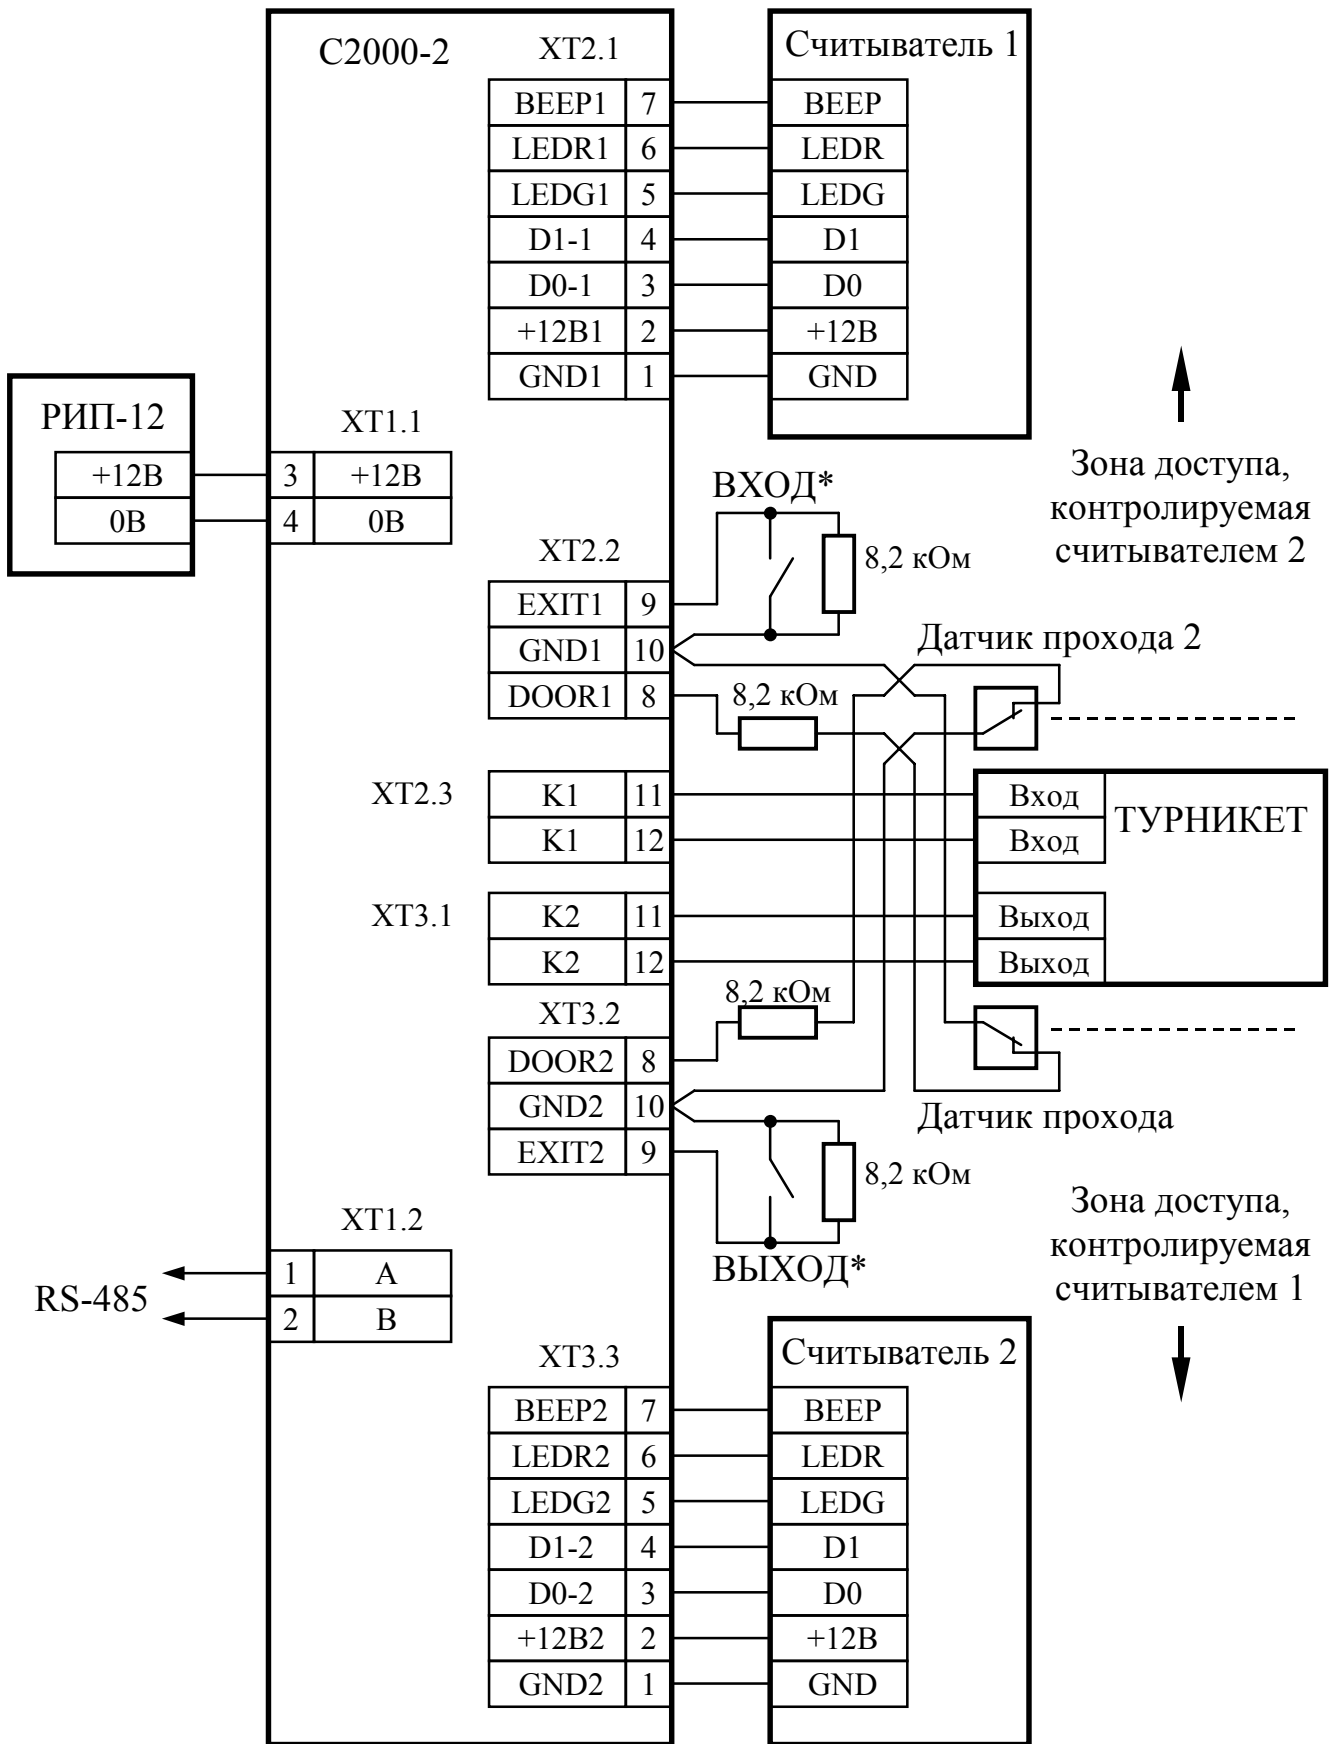 С2000-2
XT2.1
BEEP1 7
LEDR1 6
LEDG1 5
D1-1 4
D0-1 3
+12В1 2
GND1 1
Считыватель 1
BEEP
LEDR
LEDG
D1
D0
+12В
GND
РИП-12
+12В
0В
XT1.1
3 +12В
4 0В
Зона доступа,
контролируемая
считывателем 2
ВХОД*
8,2 кОм
XT2.2
EXIT1 9
GND1 10
DOOR1 8
Датчик прохода 2
8,2 кОм
XT2.3
K1 11
K1 12
Вход
Вход
ТУРНИКЕТ
XT3.1
K2 11
K2 12
Выход
Выход
8,2 кОм
XT3.2
DOOR2 8
GND2 10
EXIT2 9
Датчик прохода
8,2 кОм
ВЫХОД*
Зона доступа,
контролируемая
считывателем 1
XT1.2
1 A
2 B
RS-485
XT3.3
BEEP2 7
LEDR2 6
LEDG2 5
D1-2 4
D0-2 3
+12В2 2
GND2 1
Считыватель 2
BEEP
LEDR
LEDG
D1
D0
+12В
GND